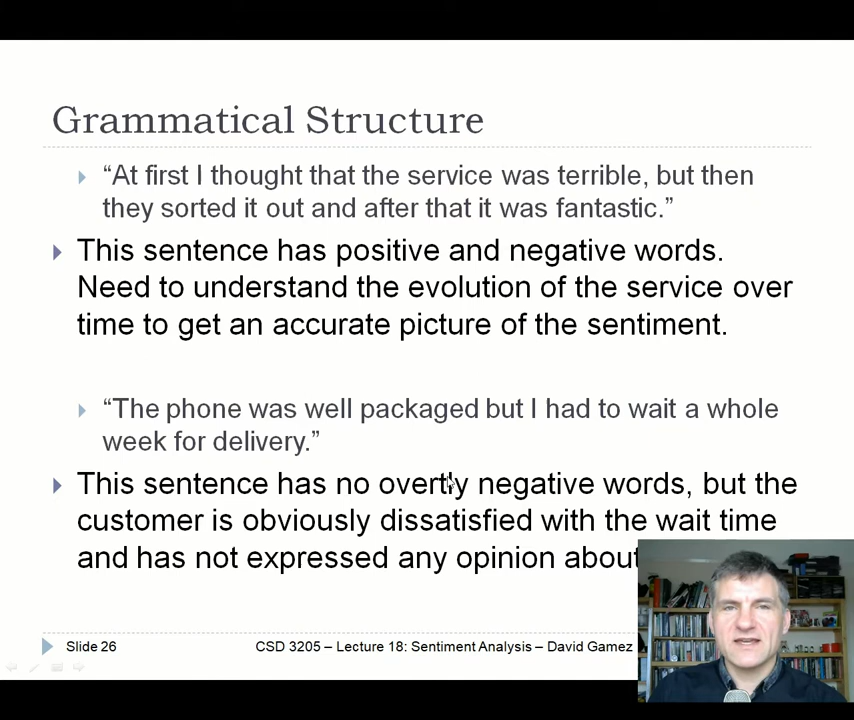 Grammatical Structure
“At first I thought that the service was terrible, but then
they sorted it out and after that it was fantastic.”
This sentence has positive and negative words.
Need to understand the evolution of the service over
time to get an accurate picture of the sentiment.
“The phone was well packaged but I had to wait a whole
week for delivery.”
This sentence has no overtly negative words, but the
customer is obviously dissatisfied with the wait time
and has not expressed any opinion about
Slide 26
CSD 3205 – Lecture 18: Sentiment Analysis – David Gamez